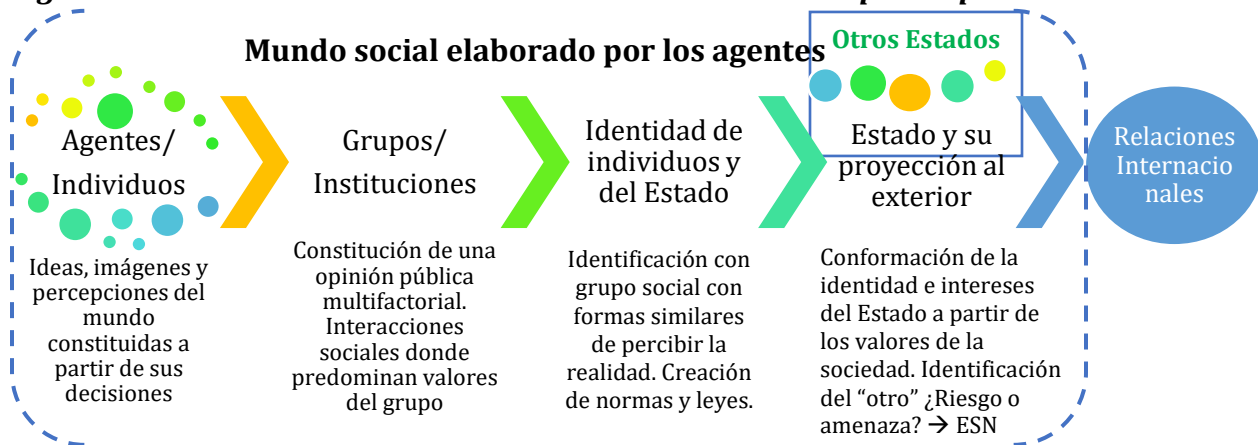 Mundo social elaborado por los agentes
Otros Estados
Agentes/
Individuos
Ideas, imágenes y
percepciones del
mundo
constituidas a
partir de sus
decisiones
Grupos/
Instituciones
Constitución de una
opinión pública
multifactorial.
Interacciones
sociales donde
predominan valores
del grupo
Identidad de
individuos y
del Estado
Identificación con
grupo social con
formas similares
de percibir la
realidad. Creación
de normas y leyes.
Estado y su
proyección al
exterior
Conformación de la
identidad e intereses
del Estado a partir de
los valores de la
sociedad. Identificación
del “otro” ¿Riesgo o
amenaza? → ESN
Relaciones
Internacio
nales